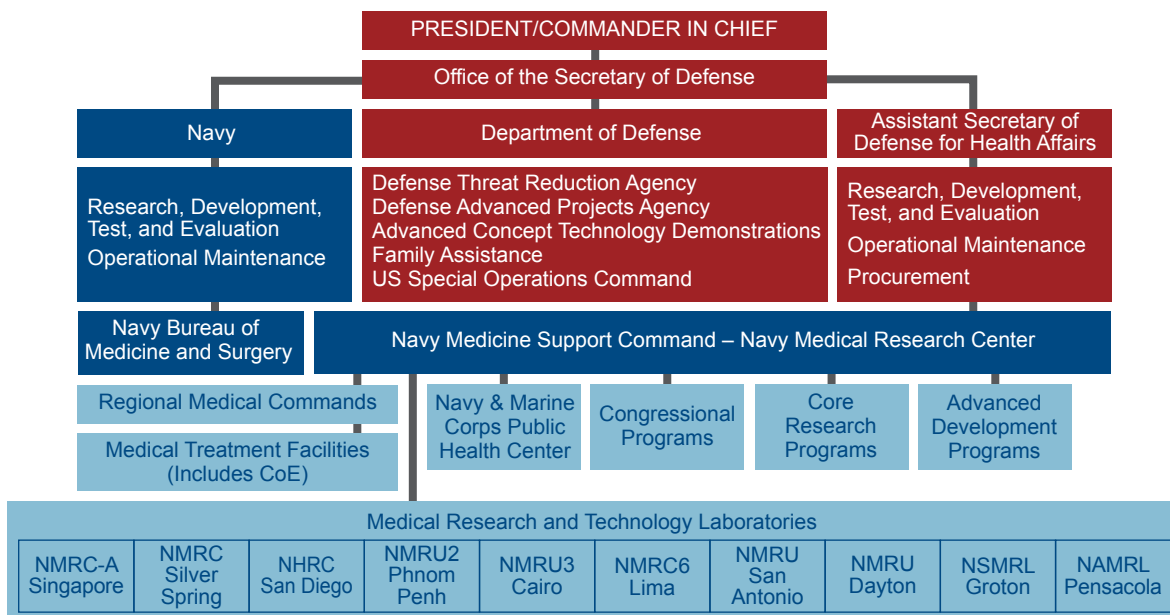 PRESIDENT/COMMANDER IN CHIEF
Office of the Secretary of Defense
Navy
Department of Defense
Assistant Secretary of
Defense for Health Affairs
Research, Development,
Test, and Evaluation
Operational Maintenance
Defense Threat Reduction Agency
Defense Advanced Projects Agency
Advanced Concept Technology Demonstrations
Family Assistance
US Special Operations Command
Research, Development,
Test, and Evaluation
Operational Maintenance
Procurement
Navy Bureau of
Medicine and Surgery
Navy Medicine Support Command – Navy Medical Research Center
Regional Medical Commands
Medical Treatment Facilities
(Includes CoE)
Navy & Marine
Corps Public
Health Center
Congressional
Programs
Core
Research
Programs
Advanced
Development
Programs
Medical Research and Technology Laboratories
NMRC-A
Singapore
NMRC
Silver
Spring
NHRC
San Diego
NMRU2
Phnom
Penh
NMRU3
Cairo
NMRC6
Lima
NMRU
San
Antonio
NMRU
Dayton
NSMRL
Groton
NAMRL
Pensacola